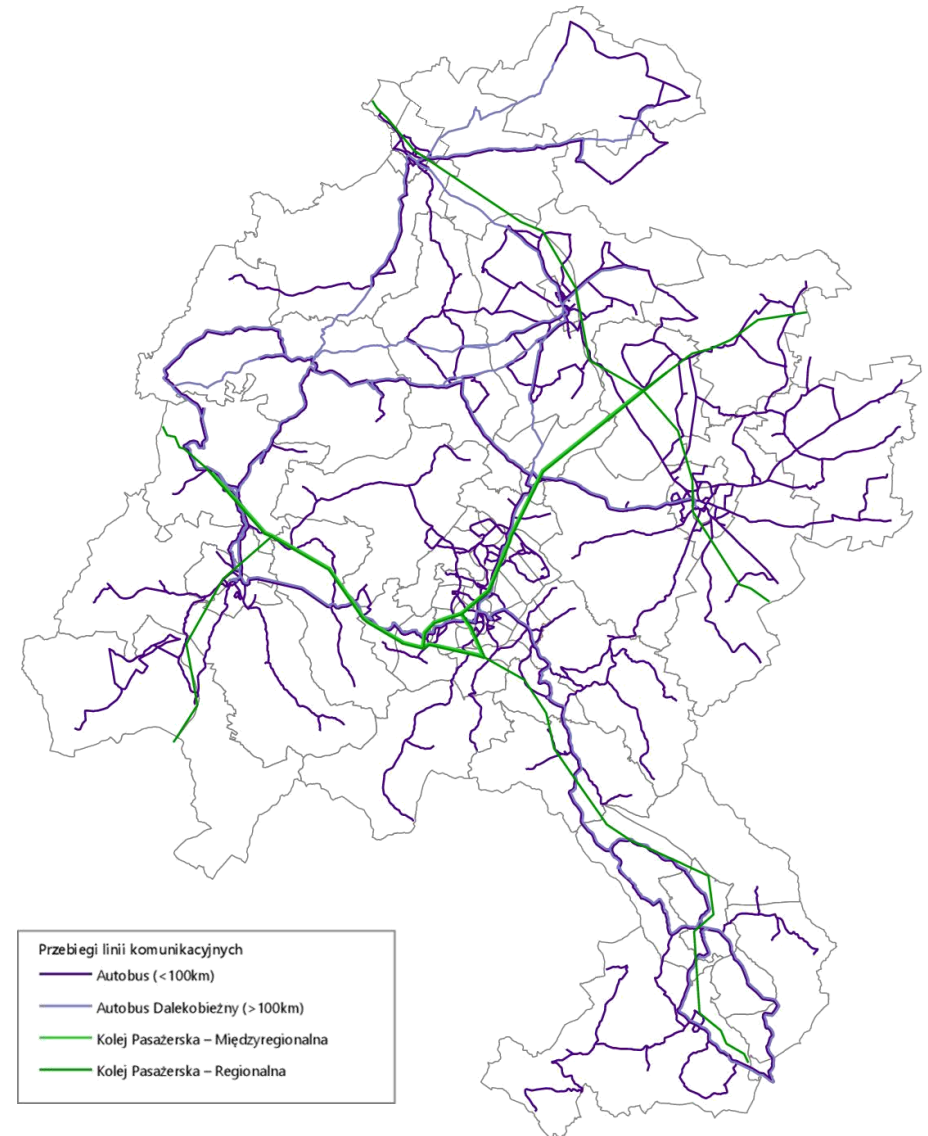 Przebiegi linii komunikacyjnych
Autobus (<100km)
Autobus Dalekobieżny (>100km)
Kolej Pasażerska – Międzyregionalna
Kolej Pasażerska – Regionalna